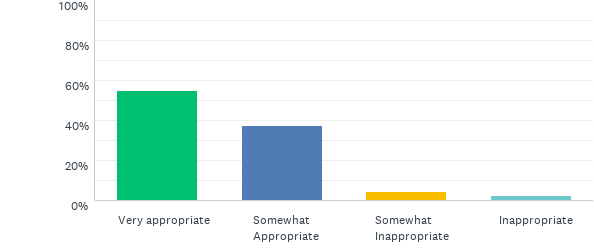 100%
80%
60%
40%
20%
0%
Very appropriate
Somewhat
Appropriate
Somewhat
Inappropriate
Inappropriate